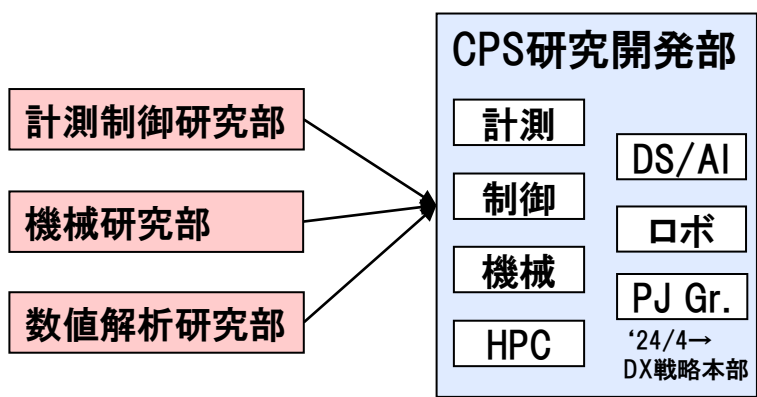 計測制御研究部
機械研究部
数値解析研究部
CPS研究開発部
計測
制御
機械
HPC
DS/AI
ロボ
PJ Gr.
‘24/4→
DX戦略本部